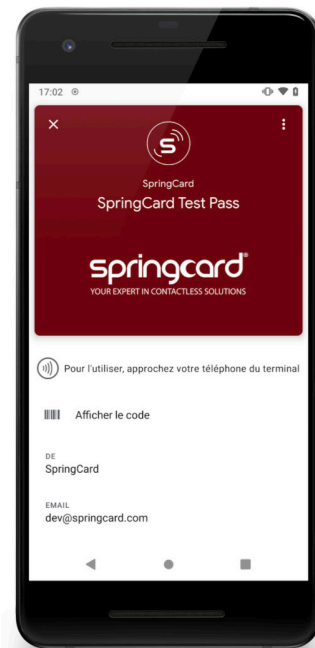 17:02
S
SpringCard
SpringCard Test Pass
springcard®
YOUR EXPERT IN CONTACTLESS SOLUTIONS
Pour l'utiliser, approchez votre téléphone du terminal
Afficher le code
DE
SpringCard
EMAIL
dev@springcard.com